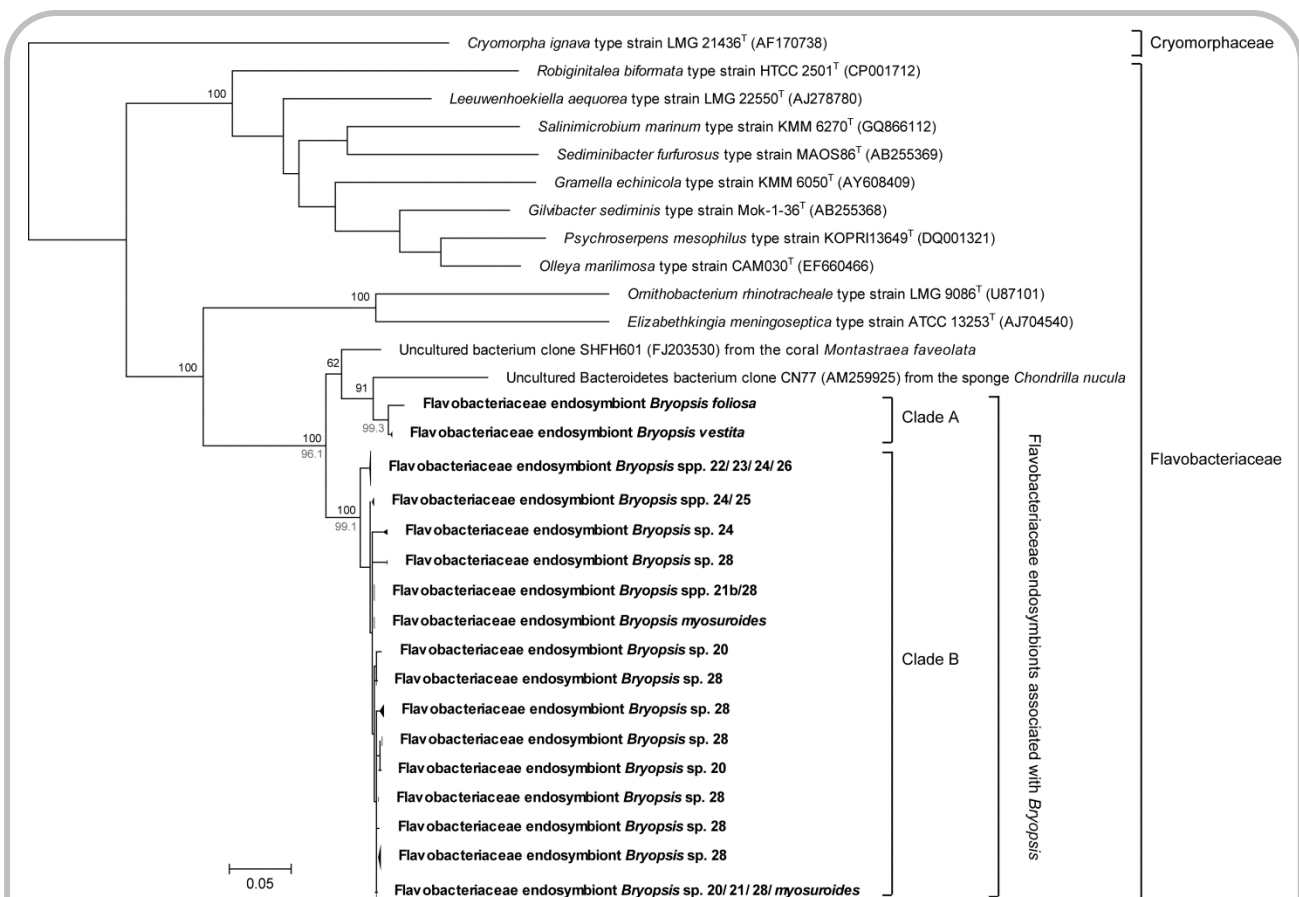 Cryomorpha ignava type strain LMG 21436T (AF170738)
Cryomorphaceae
Robiginitalea biformata type strain HTCC 2501T (CP001712)
100
Leeuwenhoekiella aequorea type strain LMG 22550T (AJ278780)
Salinimicrobium marinum type strain KMM 6270T (GQ866112)
Sediminibacter furfurosus type strain MAOS86T (AB255369)
Gramella echinicola type strain KMM 6050T (AY608409)
Gilvibacter sediminis type strain Mok-1-36T (AB255368)
Psychroserpens mesophilus type strain KOPRI13649T (DQ001321)
Olleya marilimosa type strain CAM030T (EF660466)
100
Ornithobacterium rhinotracheale type strain LMG 9086T (U87101)
Elizabethkingia meningoseptica type strain ATCC 13253T (AJ704540)
Uncultured bacterium clone SHFH601 (FJ203530) from the coral Montastraea faveolata
62
100
Uncultured Bacteroidetes bacterium clone CN77 (AM259925) from the sponge Chondrilla nucula
91
Flavobacteriaceae endosymbiont Bryopsis foliosa
Clade A
99.3
Flavobacteriaceae endosymbiont Bryopsis vestita
100
96.1
Flavobacteriaceae endosymbiont Bryopsis spp. 22/23/24/26
Flavobacteriaceae
Flavobacteriaceae endosymbiont Bryopsis spp. 24/25
100
99.1
Flavobacteriaceae endosymbiont Bryopsis sp. 24
Flavobacteriaceae endosymbiont Bryopsis sp. 28
Flavobacteriaceae endosymbiont Bryopsis spp. 21b/28
Flavobacteriaceae endosymbiont Bryopsis myosuroides
Flavobacteriaceae endosymbiont Bryopsis sp. 20
Clade B
Flavobacteriaceae endosymbionts associated with Bryopsis
Flavobacteriaceae endosymbiont Bryopsis sp. 28
Flavobacteriaceae endosymbiont Bryopsis sp. 28
Flavobacteriaceae endosymbiont Bryopsis sp. 28
Flavobacteriaceae endosymbiont Bryopsis sp. 20
Flavobacteriaceae endosymbiont Bryopsis sp. 28
Flavobacteriaceae endosymbiont Bryopsis sp. 28
Flavobacteriaceae endosymbiont Bryopsis sp. 28
0.05
Flavobacteriaceae endosymbiont Bryopsis sp. 20/21/28/myosuroides